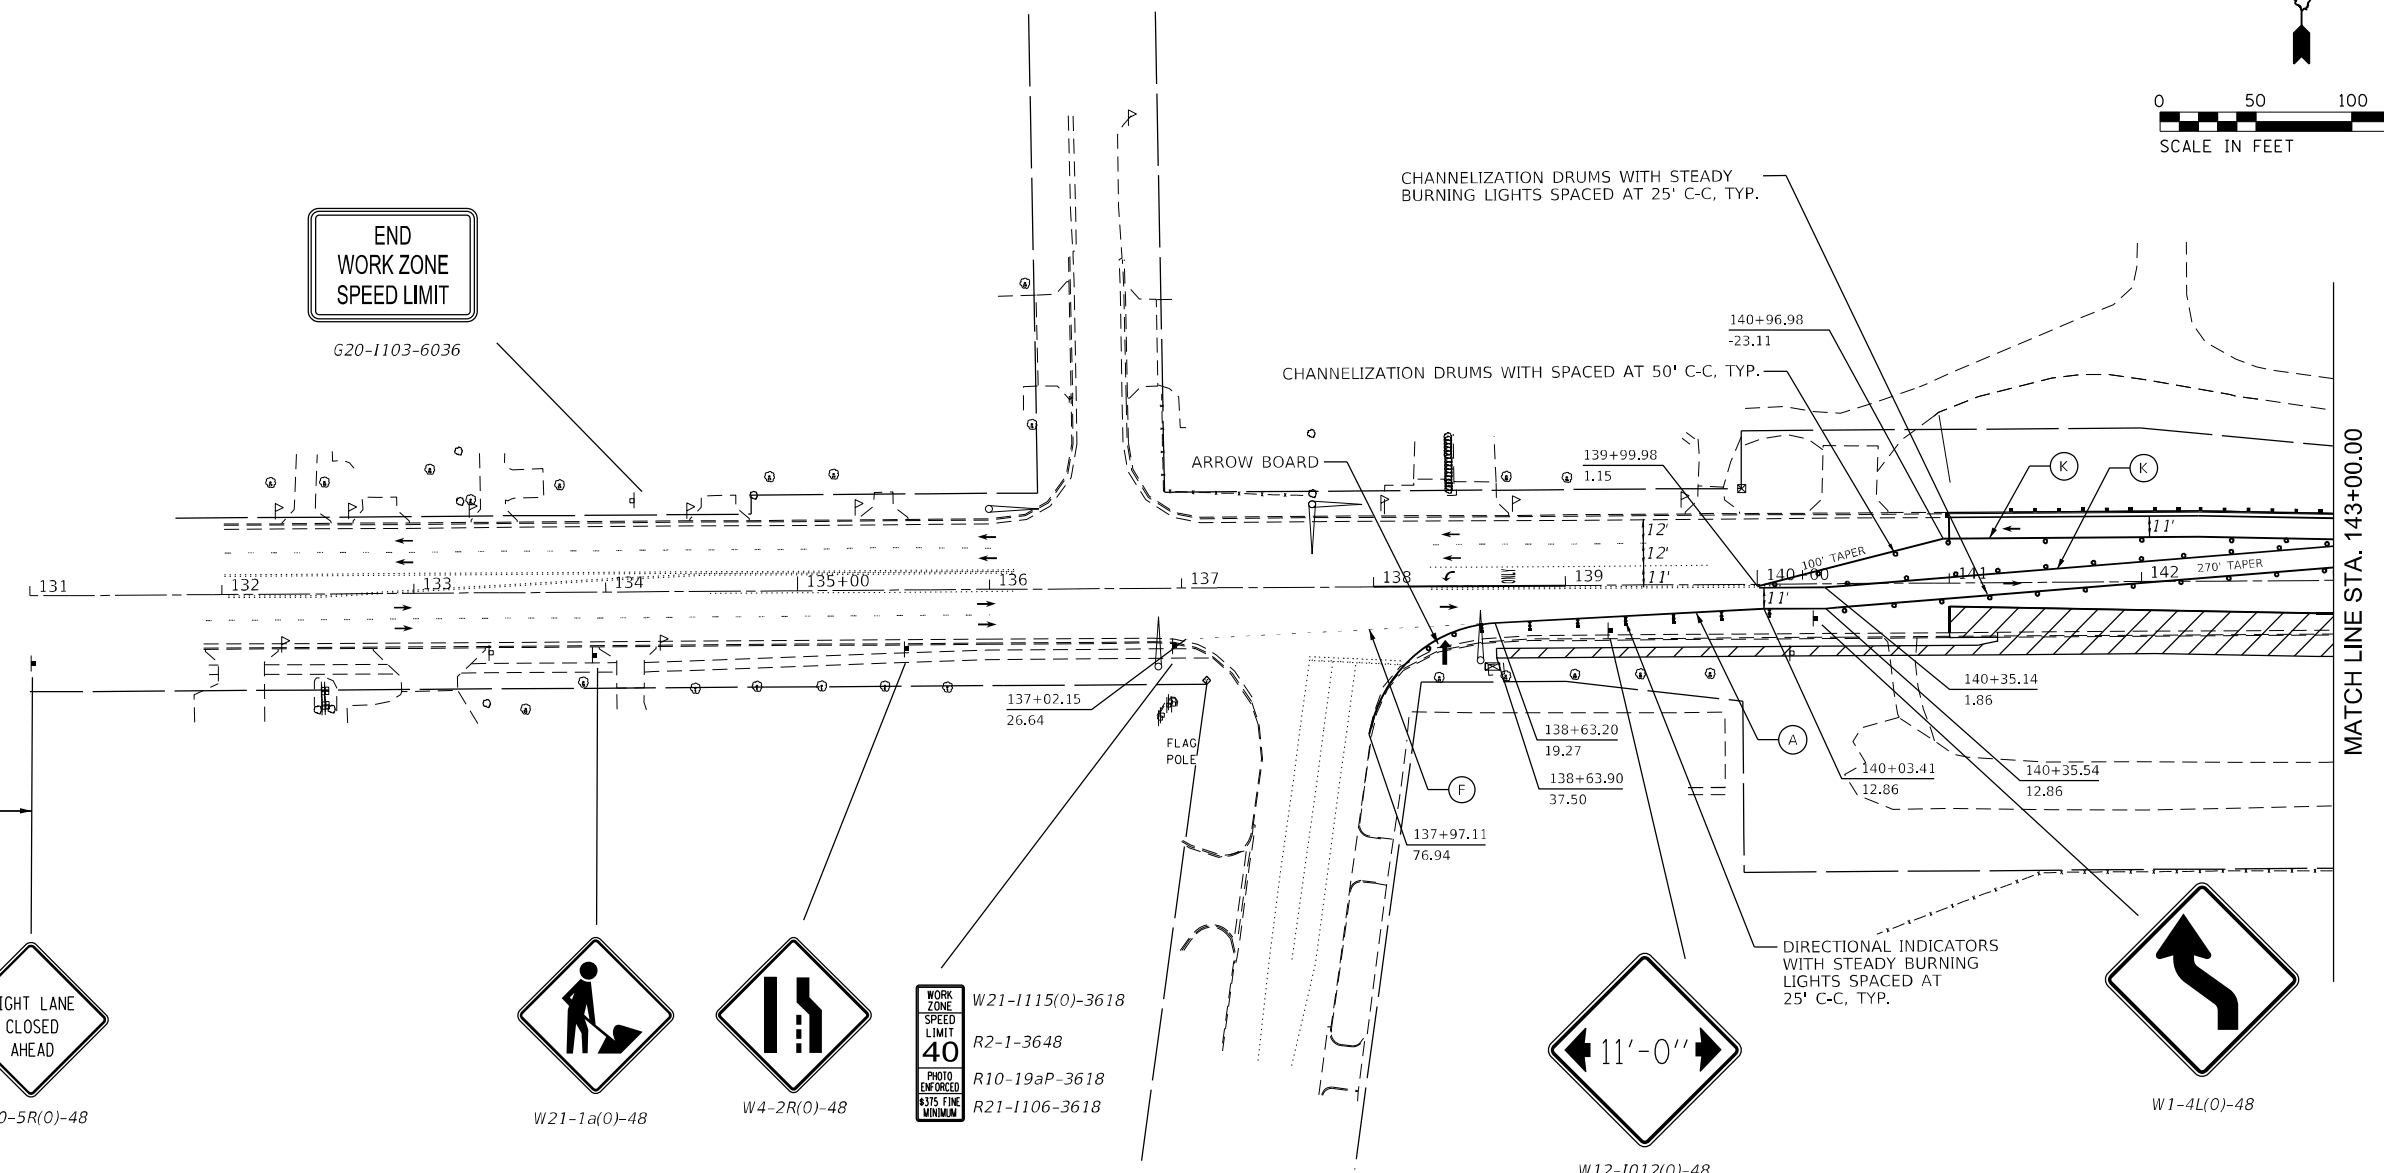 0 50 100
SCALE IN FEET
CHANNELIZATION DRUMS WITH STEADY
BURNING LIGHTS SPACED AT 25' C-C, TYP.
END
WORK ZONE
SPEED LIMIT
G20-I103-6036
140+96.98
-23.11
CHANNELIZATION DRUMS WITH SPACED AT 50' C-C, TYP.
139+99.98
1.15
ARROW BOARD
K
K
MATCH LINE STA. 143+00.00
12'
12'
11'
11'
11'
100' TAPER
270' TAPER
131
132
133
134
135+00
136
137
138
139
140+00
141
142
137+02.15
26.64
FLAG
POLE
138+63.20
19.27
138+63.90
37.50
137+97.11
76.94
F
A
140+35.14
1.86
140+03.41
12.86
140+35.54
12.86
DIRECTIONAL INDICATORS
WITH STEADY BURNING
LIGHTS SPACED AT
25' C-C, TYP.
IGHT LANE
CLOSED
AHEAD
0-5R(O)-48
W21-1a(O)-48
W4-2R(O)-48
WORK
ZONE
SPEED
LIMIT
40
PHOTO
ENFORCED
$375 FINE
MINIMUM
W21-I115(O)-3618
R2-1-3648
R10-19aP-3618
R21-I106-3618
11'-0"
W12-I012(O)-48
W1-4L(O)-48